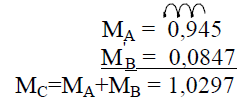 M_A = 0,945
M_B = 0,0847
M_C=M_A+M_B = 1,0297